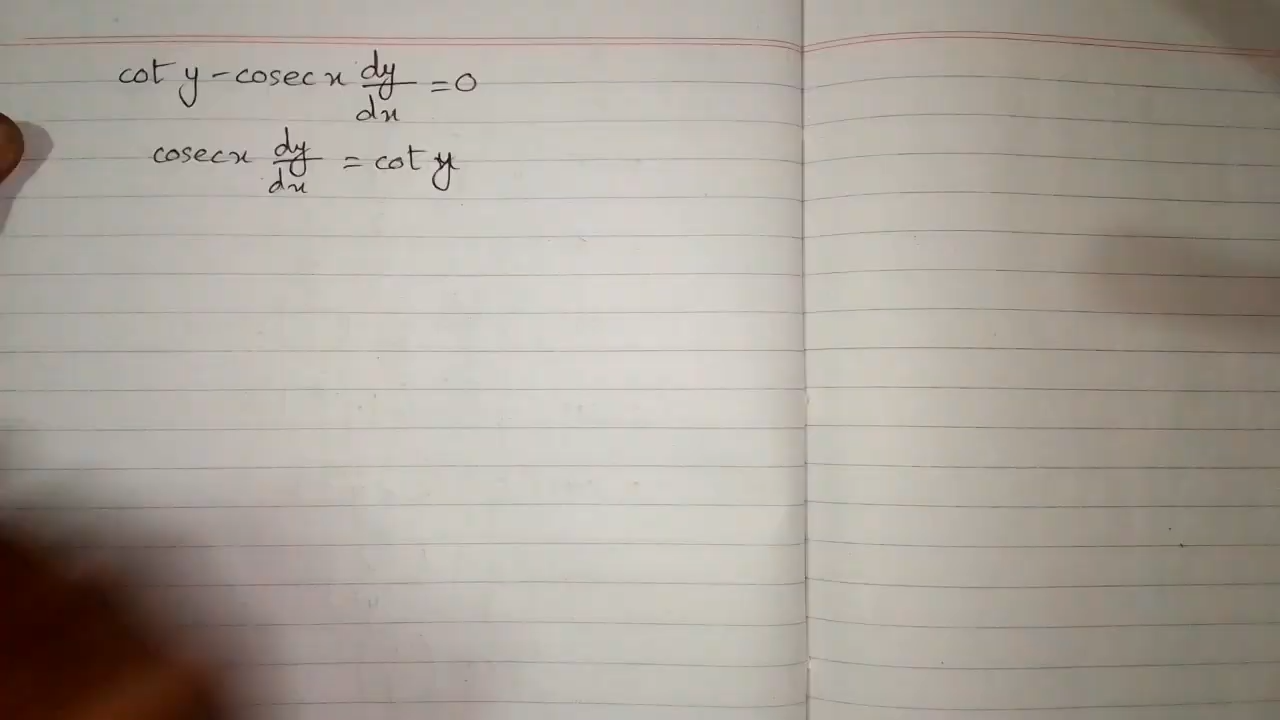 cot y - cosec x dy/dx = 0
cosec x dy/dx = cot y